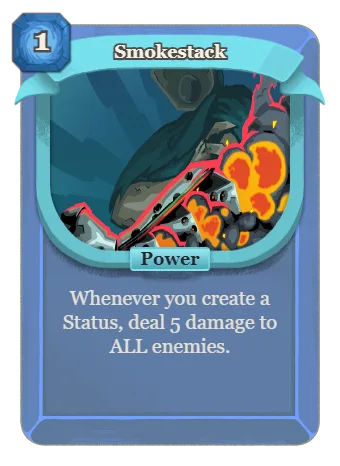 1
Smokestack
Power
Whenever you create a
Status, deal 5 damage to
ALL enemies.